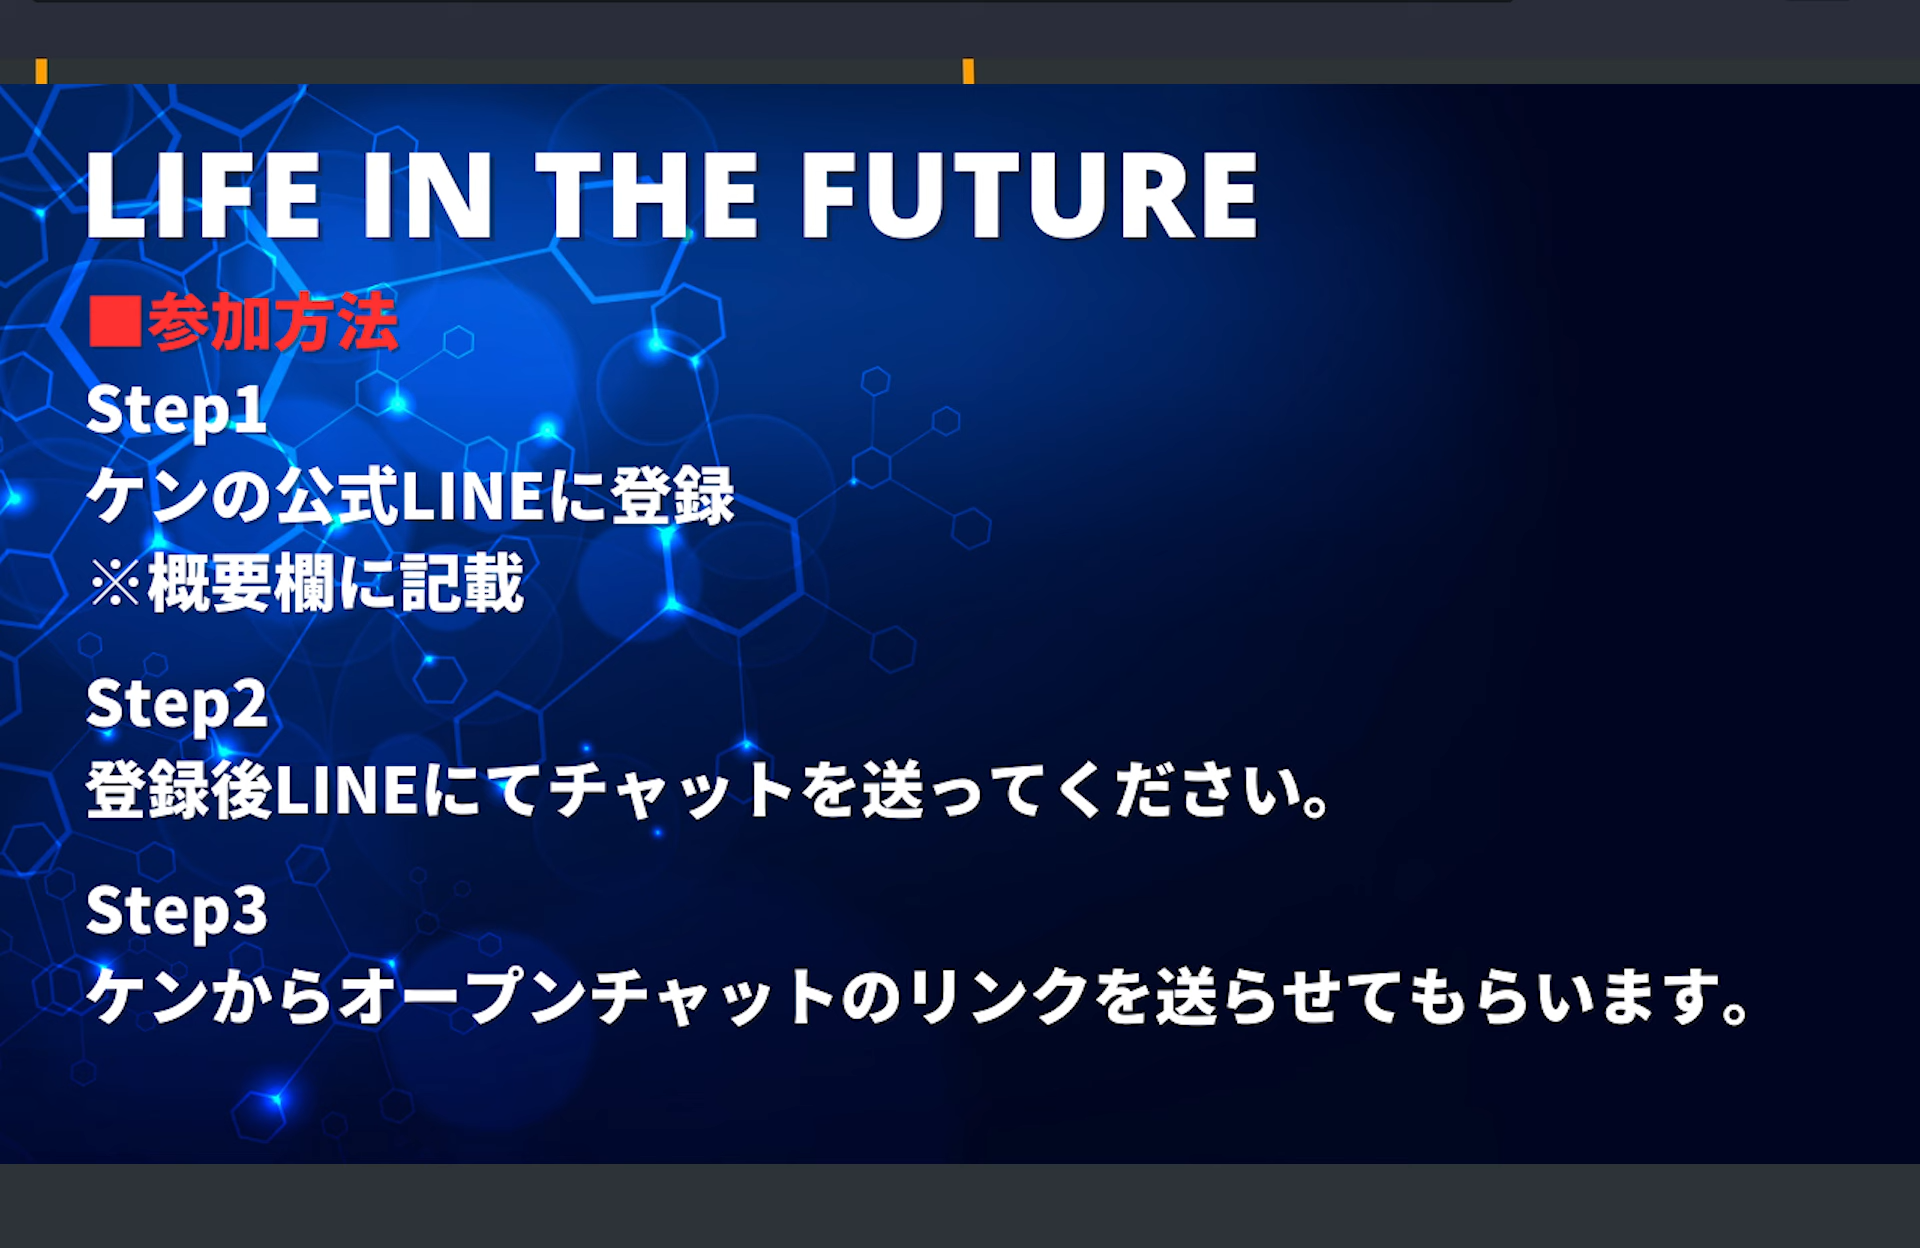 LIFE IN THE FUTURE
■参加方法
Step1
ケンの公式LINEに登録
※概要欄に記載
Step2
登録後LINEにてチャットを送ってください。
Step3
ケンからオープンチャットのリンクを送らせてもらいます。